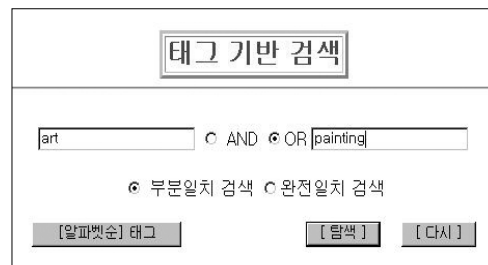 태그 기반 검색
art AND OR painting
부분일치 검색 완전일치 검색
[알파벳순] 태그 [ 탐색 ] [ 다시 ]